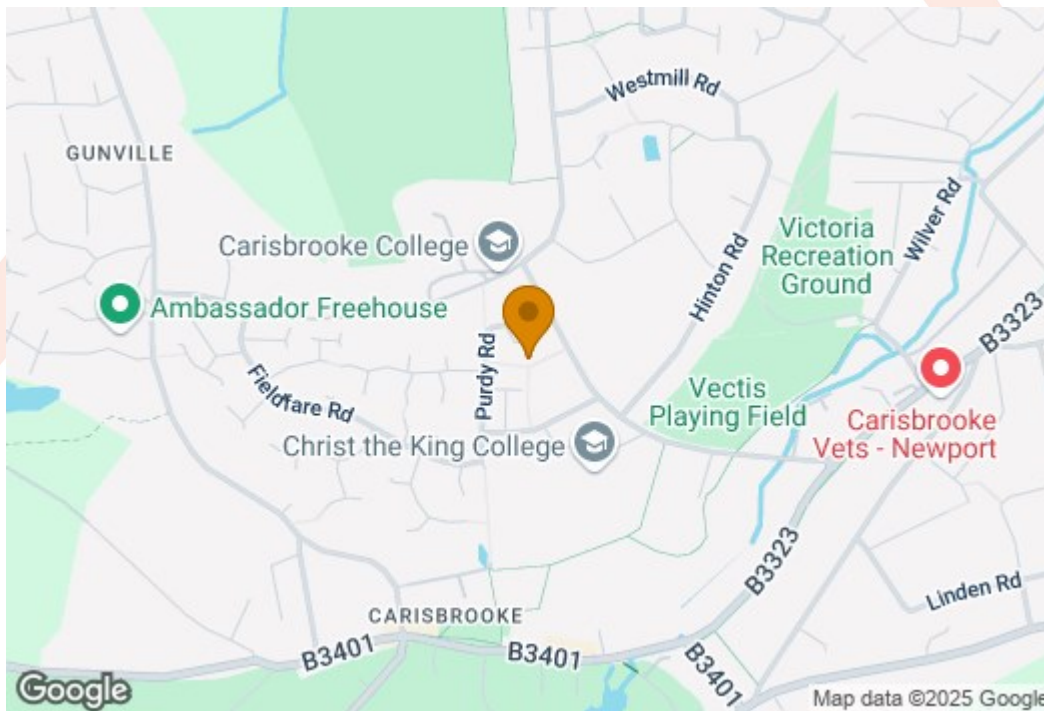 Westmill Rd
GUNVILLE
Wilver Rd
Victoria
Recreation
Ground
Carisbrooke College
Hinton Rd
Ambassador Freehouse
B3323
Purdy Rd
Fieldfare Rd
Vectis
Playing Field
Carisbrooke
Vets - Newport
Christ the King College
B3323
Linden Rd
CARISBROOKE
B3401
B3401
B3401
Google
Map data ©2025 Google